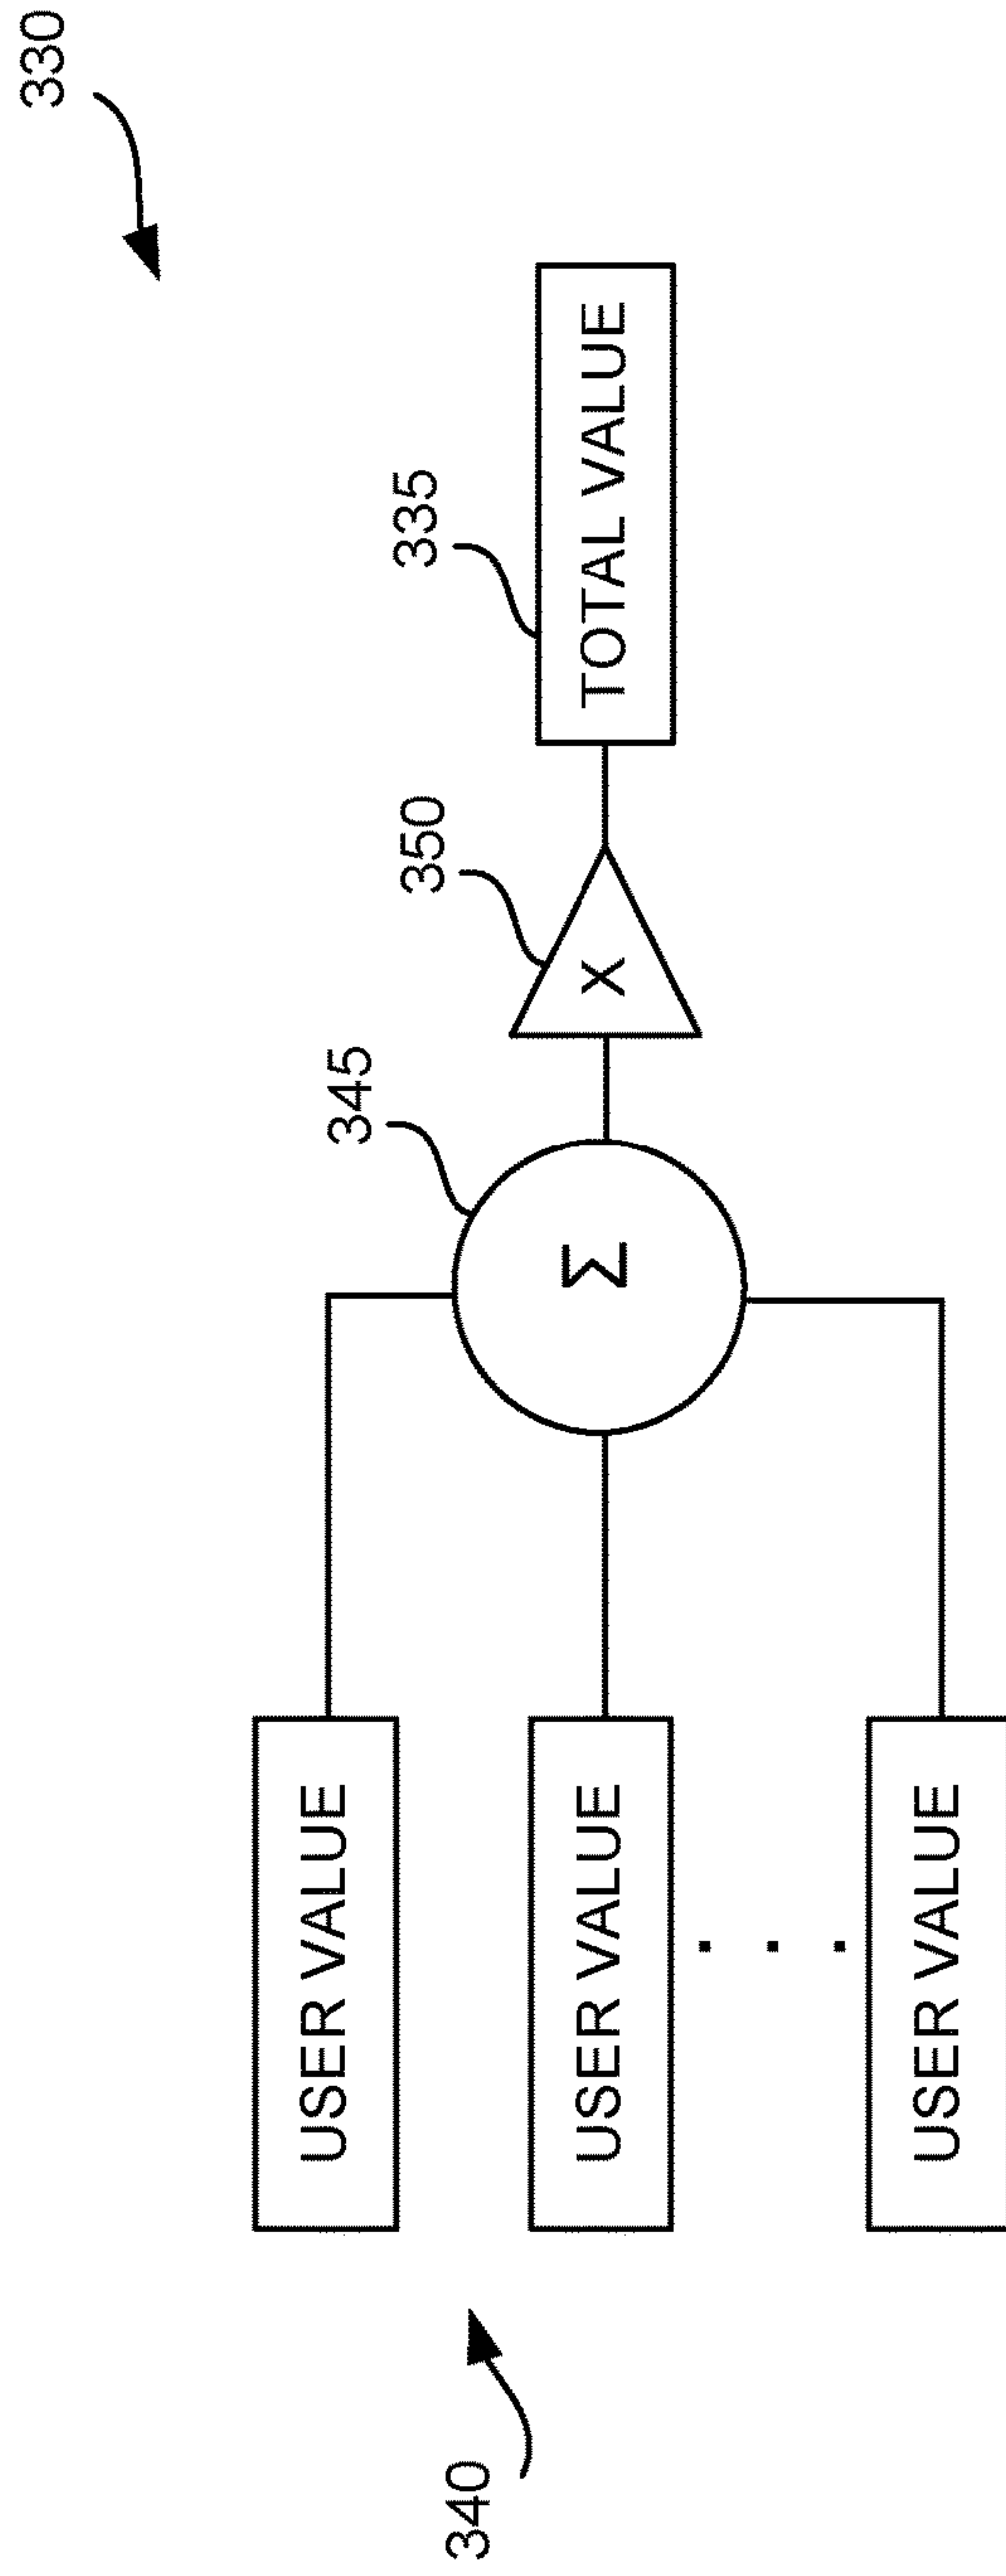 330
340
USER VALUE
USER VALUE
. . .
USER VALUE
345
Σ
350
X
335
TOTAL VALUE